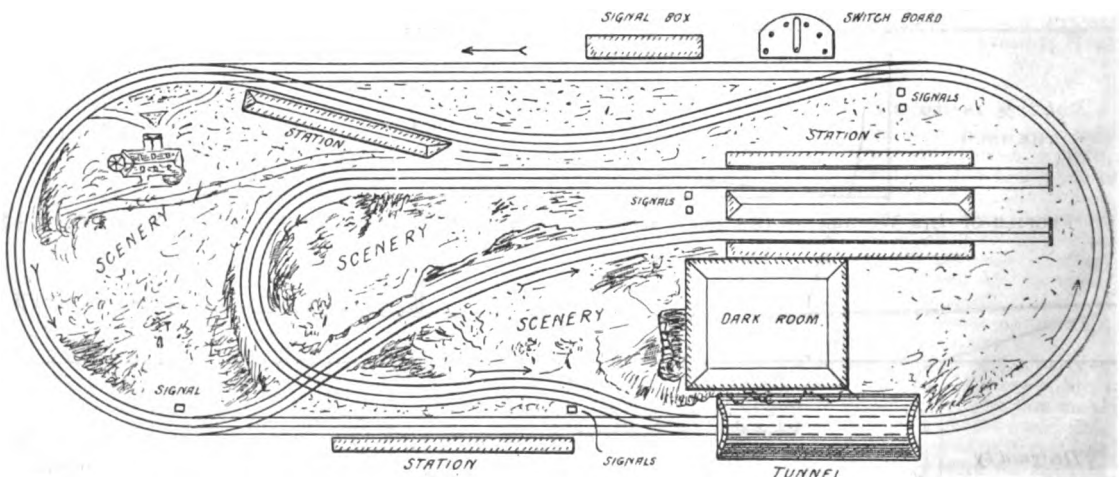 SIGNAL BOX
SWITCH BOARD
SIGNALS
STATION
STATION
SIGNALS
SCENERY
SCENERY
SCENERY
DARK ROOM.
SIGNAL
SIGNALS
STATION
TUNNEL